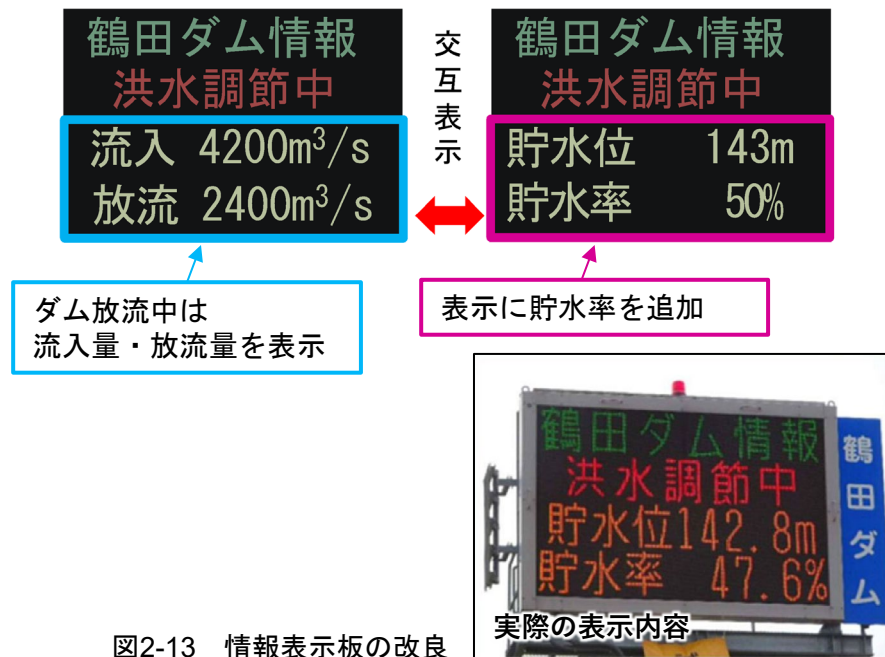 鶴田ダム情報
洪水調節中
流入 4200m³/s
放流 2400m³/s
交互表示
鶴田ダム情報
洪水調節中
貯水位 143m
貯水率 50%
ダム放流中は
流入量・放流量を表示
表示に貯水率を追加
鶴田ダム情報
洪水調節中
貯水位142.8m
貯水率 47.6%
鶴田ダム
実際の表示内容
図2-13 情報表示板の改良